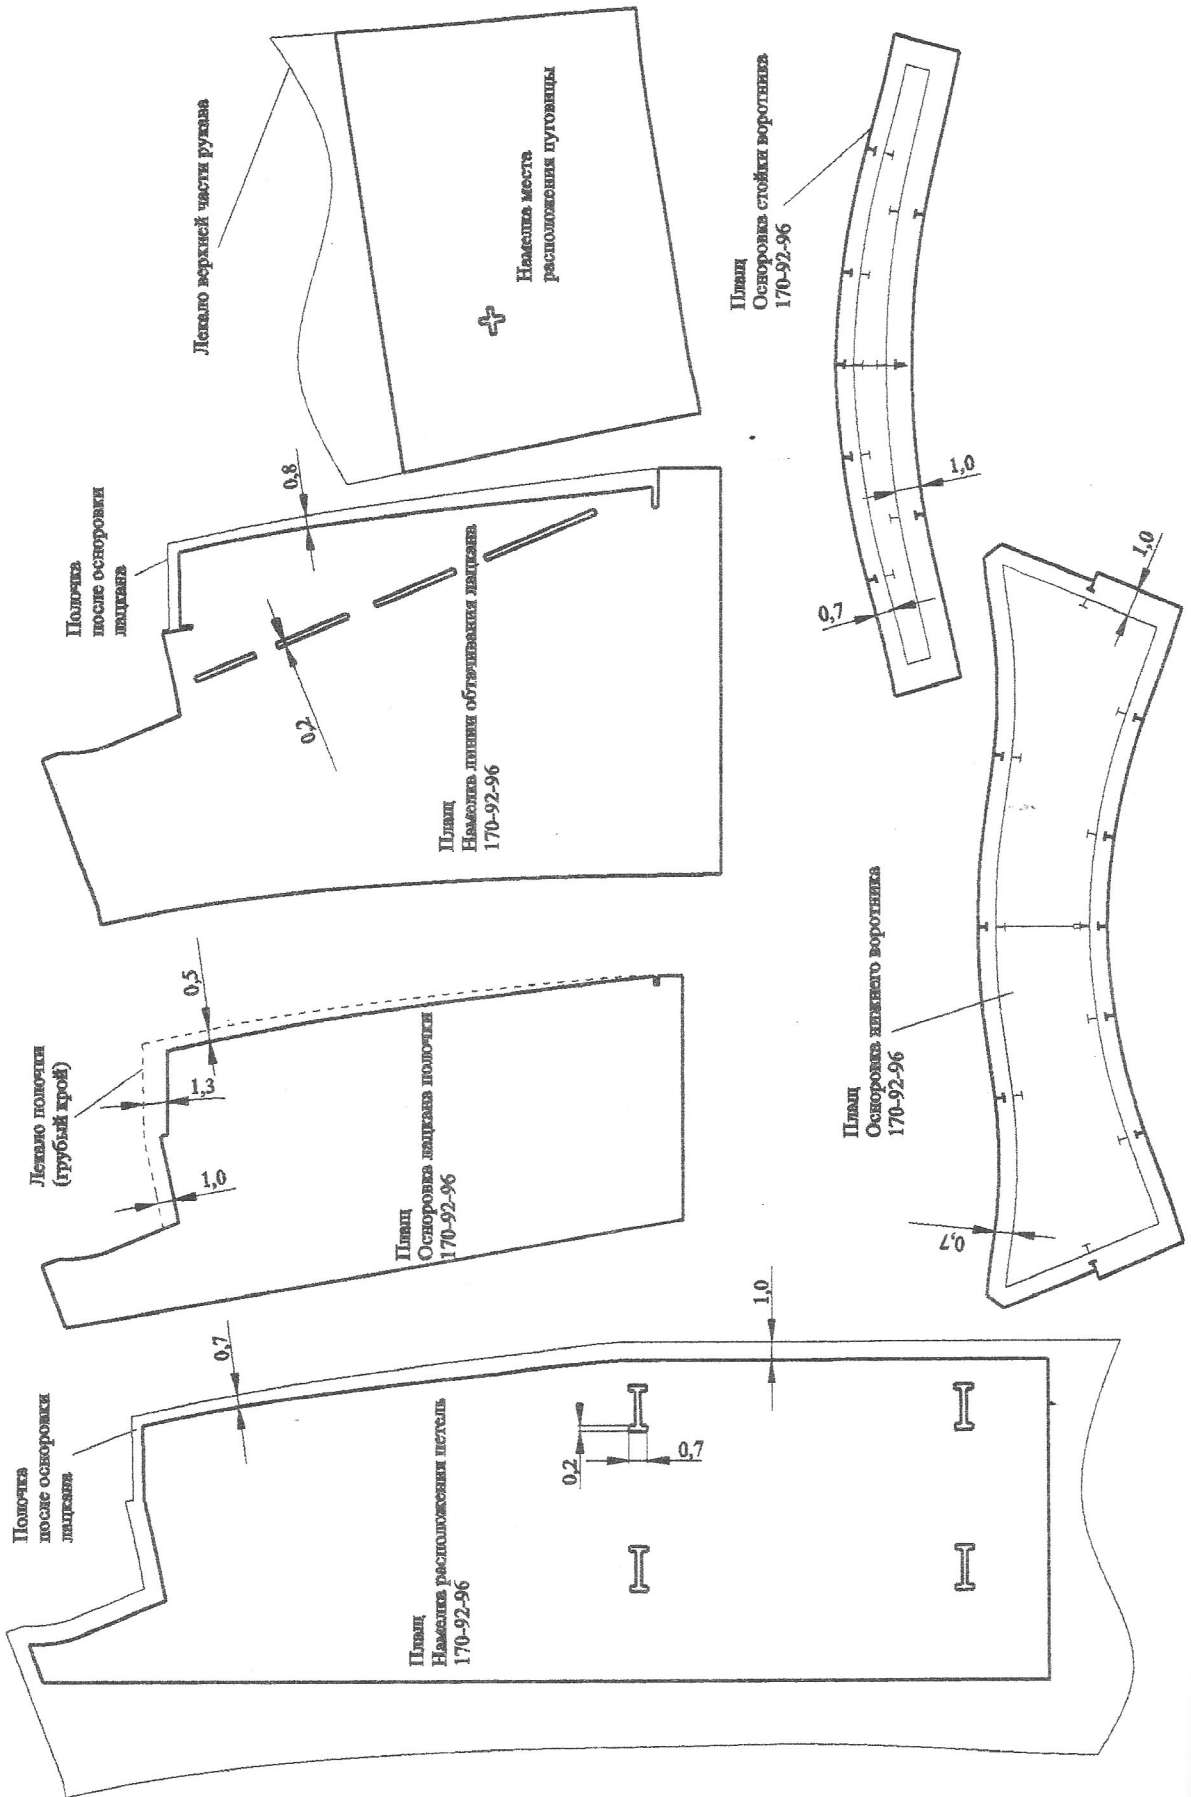 Полочка
после осноровки
лацкана
0,7
1,0
0,2
0,7
Плащ
Намелка расположения петель
170-92-96
Лекало полочки
(грубый крой)
0,5
1,3
1,0
Плащ
Осноровка лацкана полочки
170-92-96
Полочка
после осноровки
лацкана
0,8
0,2
Плащ
Намелка линии обтачивания лацкана
170-92-96
Лекало верхней части рукава
Намелка места
расположения пуговицы
Плащ
Осноровка нижнего воротника
170-92-96
0,7
1,0
Плащ
Осноровка стойки воротника
170-92-96
0,7
1,0